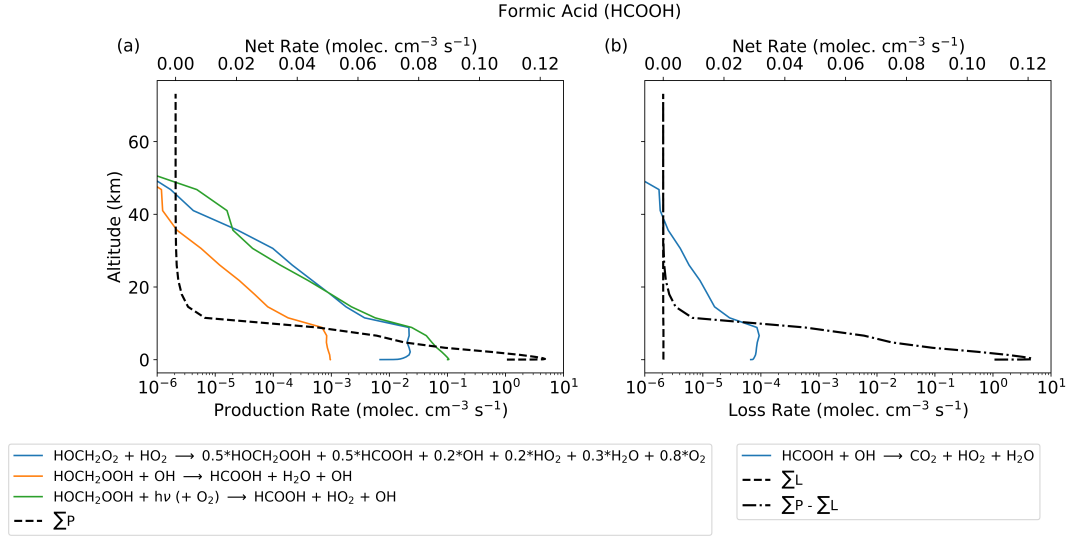 Formic Acid (HCOOH)
(a)
Net Rate (molec. cm⁻³ s⁻¹)
0.00 0.02 0.04 0.06 0.08 0.10 0.12
Altitude (km)
60
40
20
0
10⁻⁶ 10⁻⁵ 10⁻⁴ 10⁻³ 10⁻² 10⁻¹ 10⁰ 10¹
Production Rate (molec. cm⁻³ s⁻¹)
(b)
Net Rate (molec. cm⁻³ s⁻¹)
0.00 0.02 0.04 0.06 0.08 0.10 0.12
10⁻⁶ 10⁻⁵ 10⁻⁴ 10⁻³ 10⁻² 10⁻¹ 10⁰ 10¹
Loss Rate (molec. cm⁻³ s⁻¹)
HOCH₂O₂ + HO₂ ⟶ 0.5*HOCH₂OOH + 0.5*HCOOH + 0.2*OH + 0.2*HO₂ + 0.3*H₂O + 0.8*O₂
HOCH₂OOH + OH ⟶ HCOOH + H₂O + OH
HOCH₂OOH + hν (+ O₂) ⟶ HCOOH + HO₂ + OH
∑P
HCOOH + OH ⟶ CO₂ + HO₂ + H₂O
∑L
∑P - ∑L